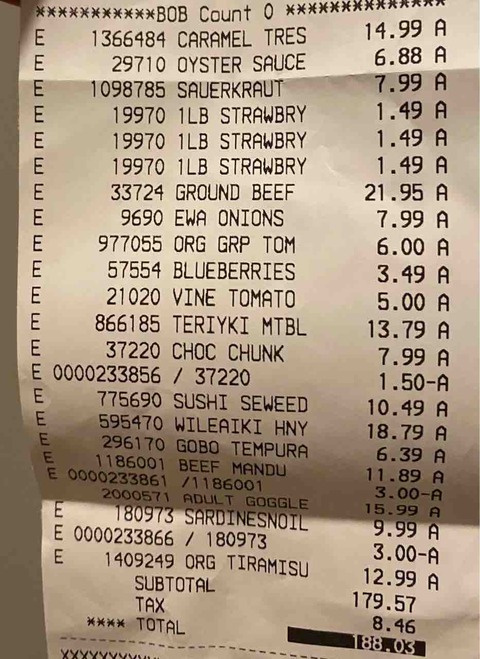 ***********BOB Count 0 **************
E 1366484 CARAMEL TRES 14.99 A
E 29710 OYSTER SAUCE 6.88 A
E 1098785 SAUERKRAUT 7.99 A
E 19970 1LB STRAWBRY 1.49 A
E 19970 1LB STRAWBRY 1.49 A
E 19970 1LB STRAWBRY 1.49 A
E 33724 GROUND BEEF 21.95 A
E 9690 EWA ONIONS 7.99 A
E 977055 ORG GRP TOM 6.00 A
E 57554 BLUEBERRIES 3.49 A
E 21020 VINE TOMATO 5.00 A
E 866185 TERIYKI MTBL 13.79 A
E 37220 CHOC CHUNK 7.99 A
E 0000233856 / 37220 1.50-A
E 775690 SUSHI SEWEED 10.49 A
E 595470 WILEAIKI HNY 18.79 A
E 296170 GOBO TEMPURA 6.39 A
E 1186001 BEEF MANDU 11.89 A
E 0000233861 /1186001 3.00-A
2000571 ADULT GOGGLE 15.99 A
E 180973 SARDINESNOIL 9.99 A
E 0000233866 / 180973 3.00-A
E 1409249 ORG TIRAMISU 12.99 A
SUBTOTAL 179.57
TAX 8.46
**** TOTAL 188.03